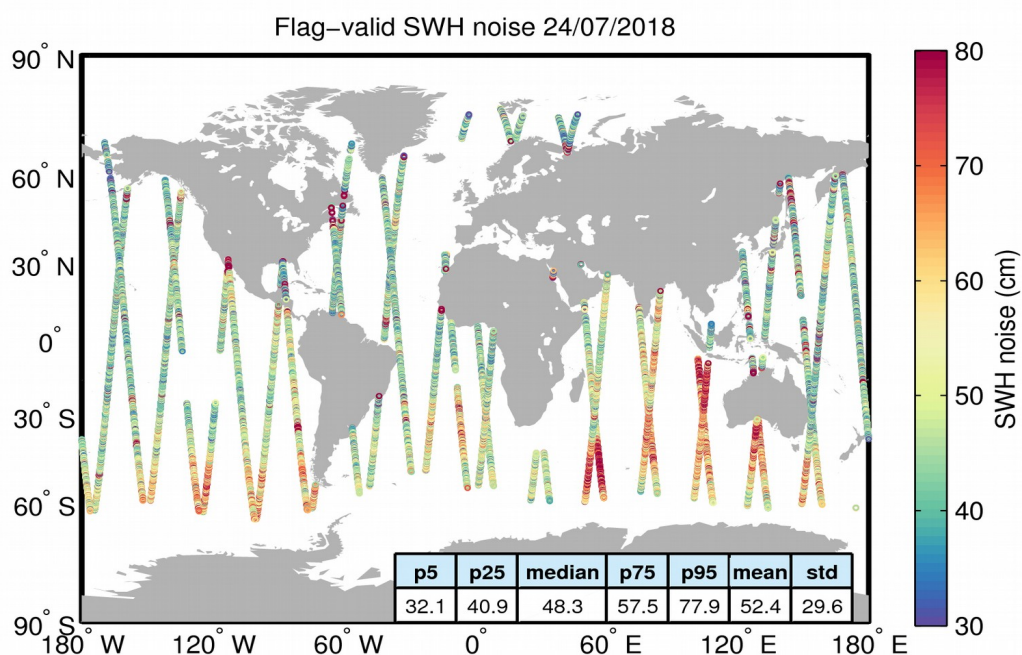 Flag−valid SWH noise 24/07/2018
90° N
60° N
30° N
0°
30° S
60° S
90° S
180° W
120° W
60° W
0°
60° E
120° E
180° E
p5 p25 median p75 p95 mean std
32.1 40.9 48.3 57.5 77.9 52.4 29.6
80
70
60
50
40
30
SWH noise (cm)